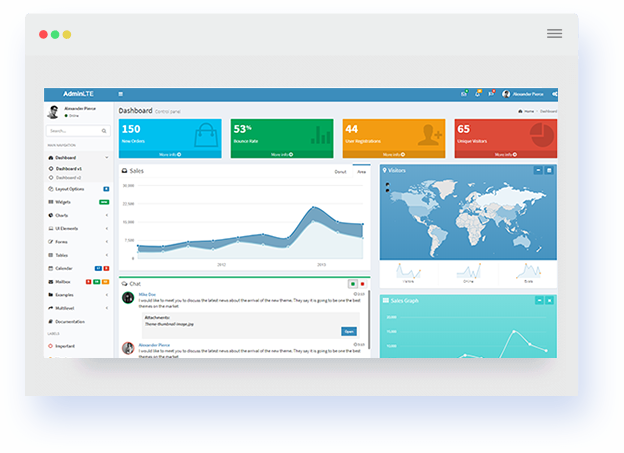 AdminLTE
Alexander Pierce
Alexander Pierce
Online
Dashboard Control panel
Home Dashboard
Search...
MAIN NAVIGATION
Dashboard
Dashboard v1
Dashboard v2
Layout Options
Widgets
Charts
UI Elements
Forms
Tables
Calendar
Mailbox
Examples
Multilevel
Documentation
LABELS
Important
150
New Orders
More info
53%
Bounce Rate
More info
44
User Registrations
More info
65
Unique Visitors
More info
Sales
Donut
Area
30,000
22,500
15,000
7,500
0
2012
2013
Visitors
Visitors
Online
Exists
Chat
Mike Doe
I would like to meet you to discuss the latest news about the arrival of the new theme. They say it is going to be one the best
themes on the market
Attachments:
Theme-thumbnail-image.jpg
Open
Alexander Pierce
I would like to meet you to discuss the latest news about the arrival of the new theme. They say it is going to be one the best
themes on the market
Sales Graph
20,000
15,000